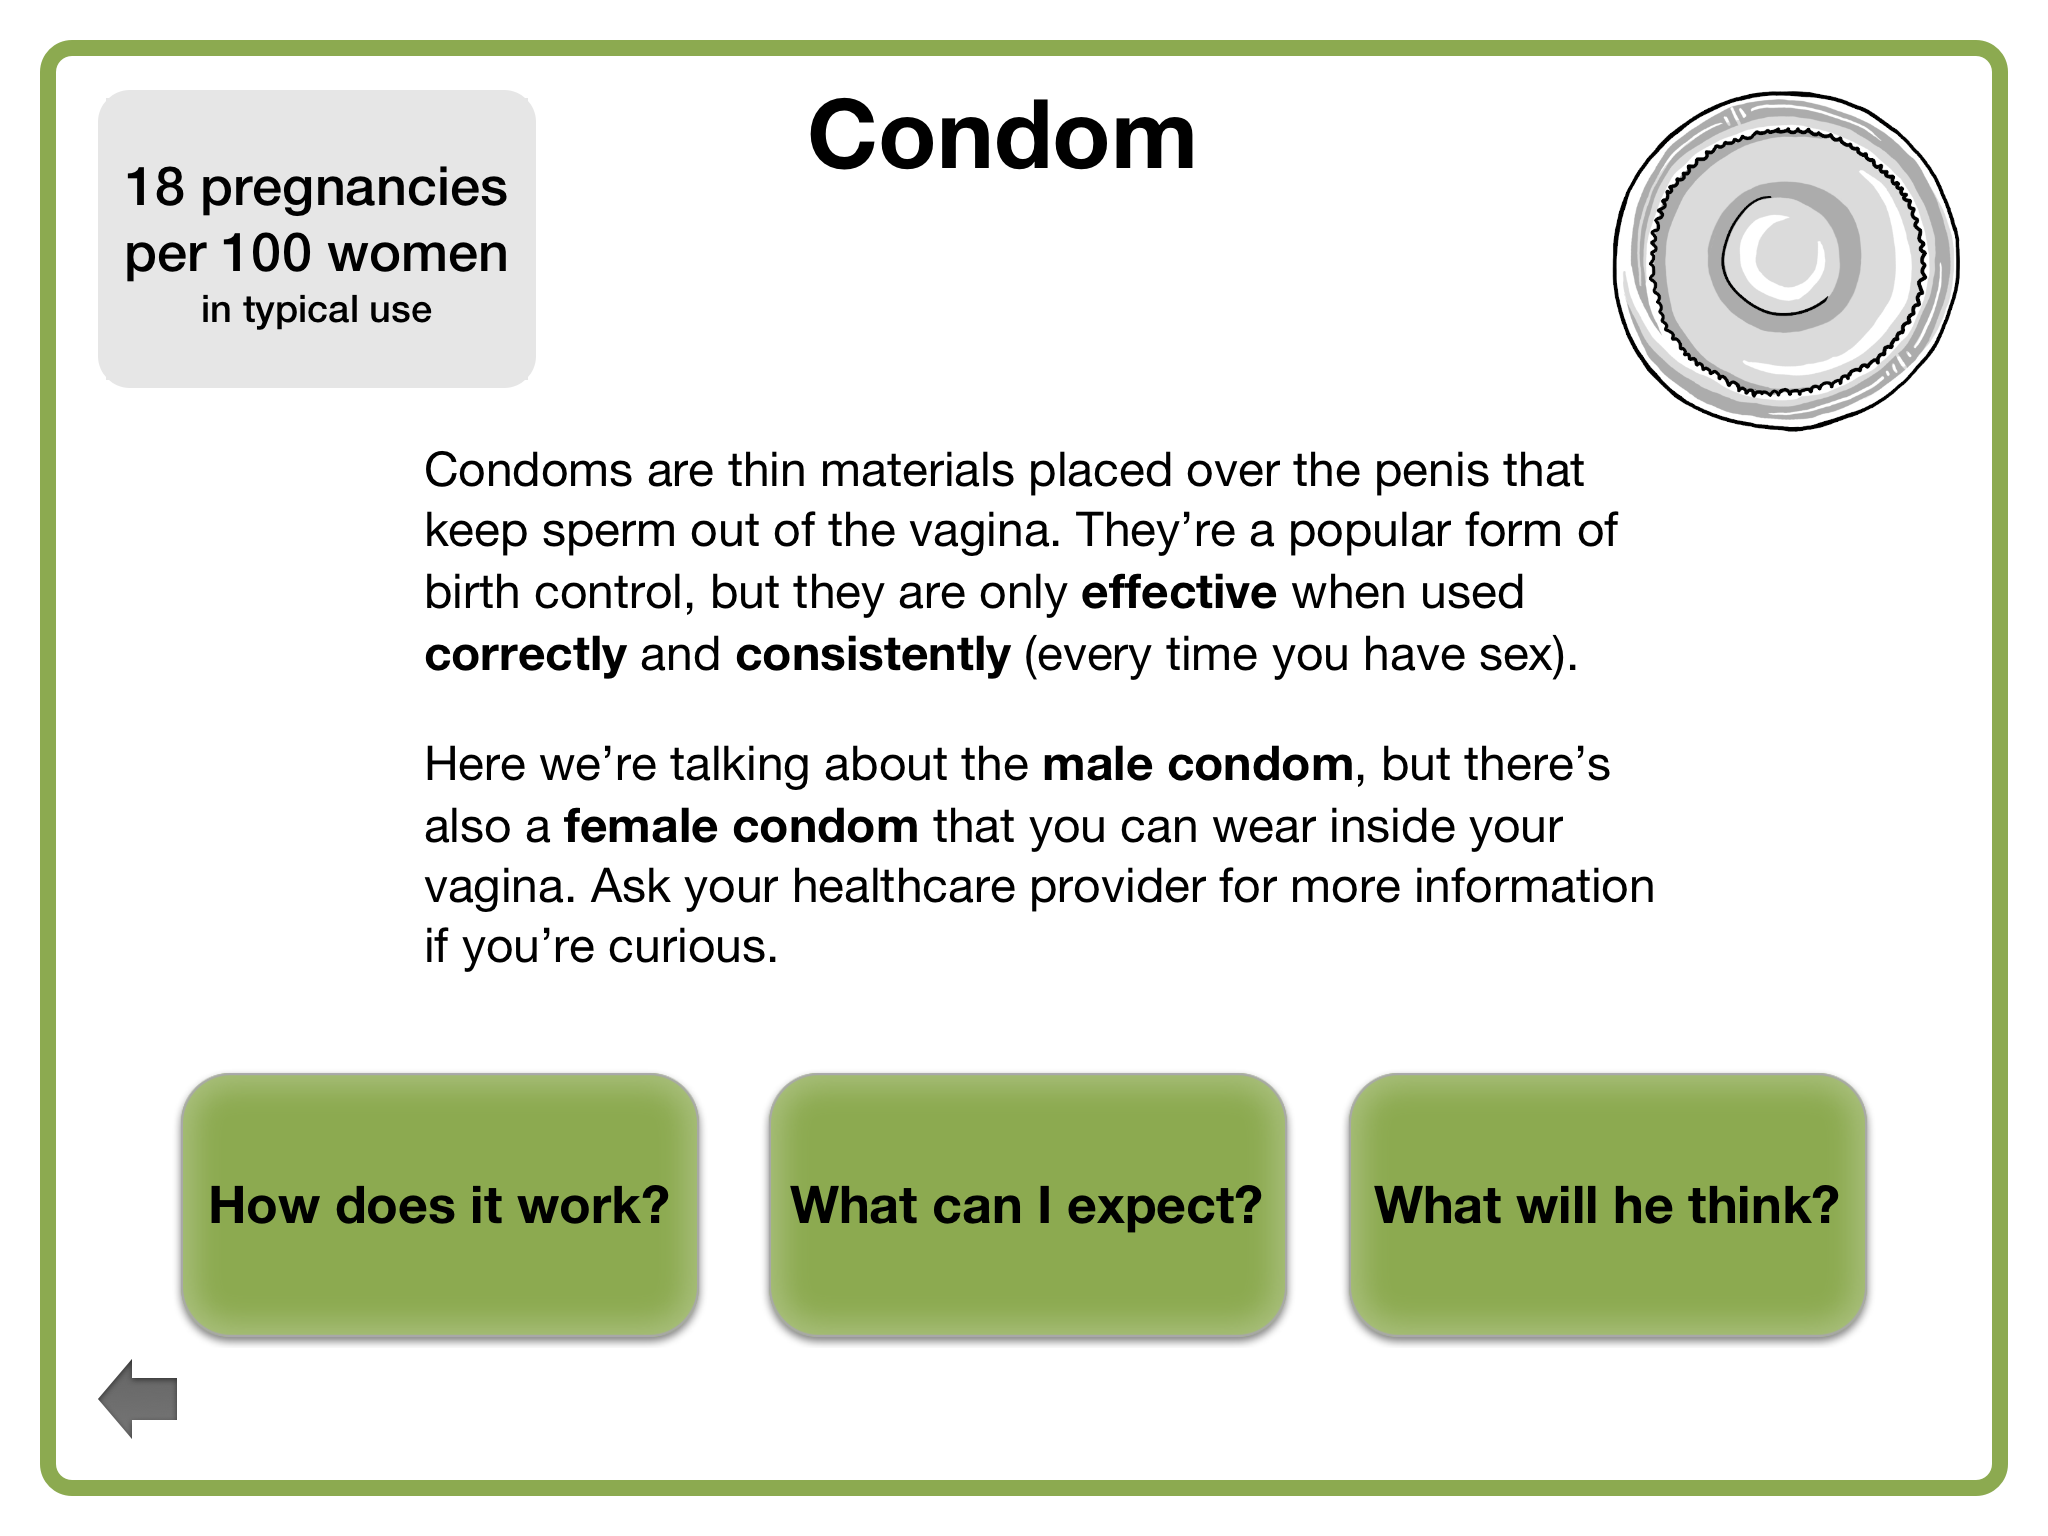 Condom
18 pregnancies
per 100 women
in typical use
Condoms are thin materials placed over the penis that
keep sperm out of the vagina. They’re a popular form of
birth control, but they are only effective when used
correctly and consistently (every time you have sex).
Here we’re talking about the male condom, but there’s
also a female condom that you can wear inside your
vagina. Ask your healthcare provider for more information
if you’re curious.
How does it work?
What can I expect?
What will he think?